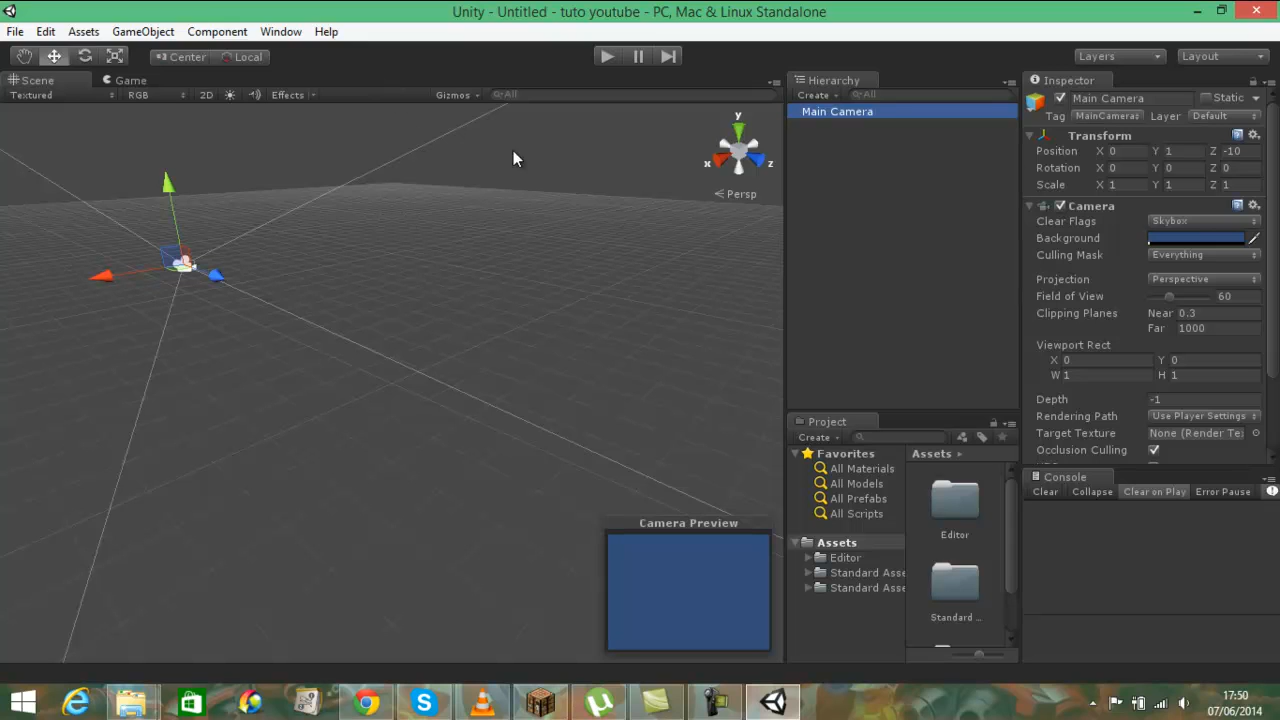 Unity - Untitled - tuto youtube - PC, Mac & Linux Standalone
File Edit Assets GameObject Component Window Help
Center Local
Layers Layout
Scene Game
Textured RGB 2D Effects Gizmos All
y
x z
Persp
Camera Preview
Hierarchy
Create All
Main Camera
Project
Create
Favorites
All Materials
All Models
All Prefabs
All Scripts
Assets
Editor
Standard Asse
Standard Asse
Assets
Editor
Standard ...
Inspector
Main Camera Static
Tag MainCamera Layer Default
Transform
Position X 0 Y 1 Z -10
Rotation X 0 Y 0 Z 0
Scale X 1 Y 1 Z 1
Camera
Clear Flags Skybox
Background
Culling Mask Everything
Projection Perspective
Field of View 60
Clipping Planes Near 0.3
Far 1000
Viewport Rect
X 0 Y 0
W 1 H 1
Depth -1
Rendering Path Use Player Settings
Target Texture None (Render Te
Occlusion Culling
Console
Clear Collapse Clear on Play Error Pause
17:50
07/06/2014